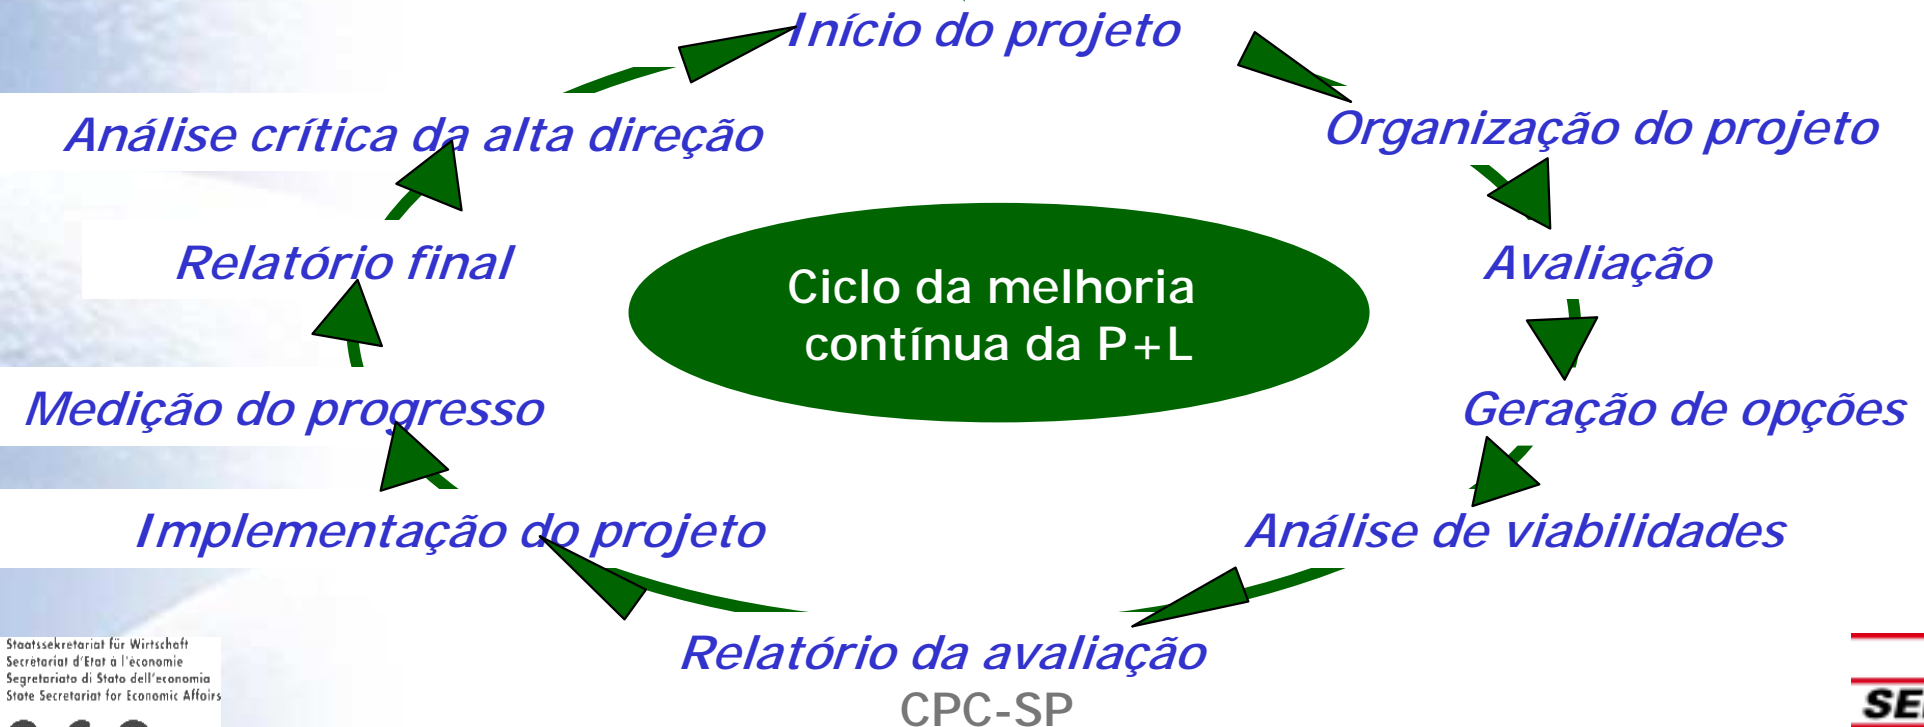 Início do projeto
Organização do projeto
Avaliação
Geração de opções
Análise de viabilidades
Relatório da avaliação
Implementação do projeto
Medição do progresso
Relatório final
Análise crítica da alta direção
Ciclo da melhoria
contínua da P+L
Staatssekretariat für Wirtschaft
Secrétariat d'Etat à l'économie
Segretariato di Stato dell'economia
State Secretariat for Economic Affairs
CPC-SP